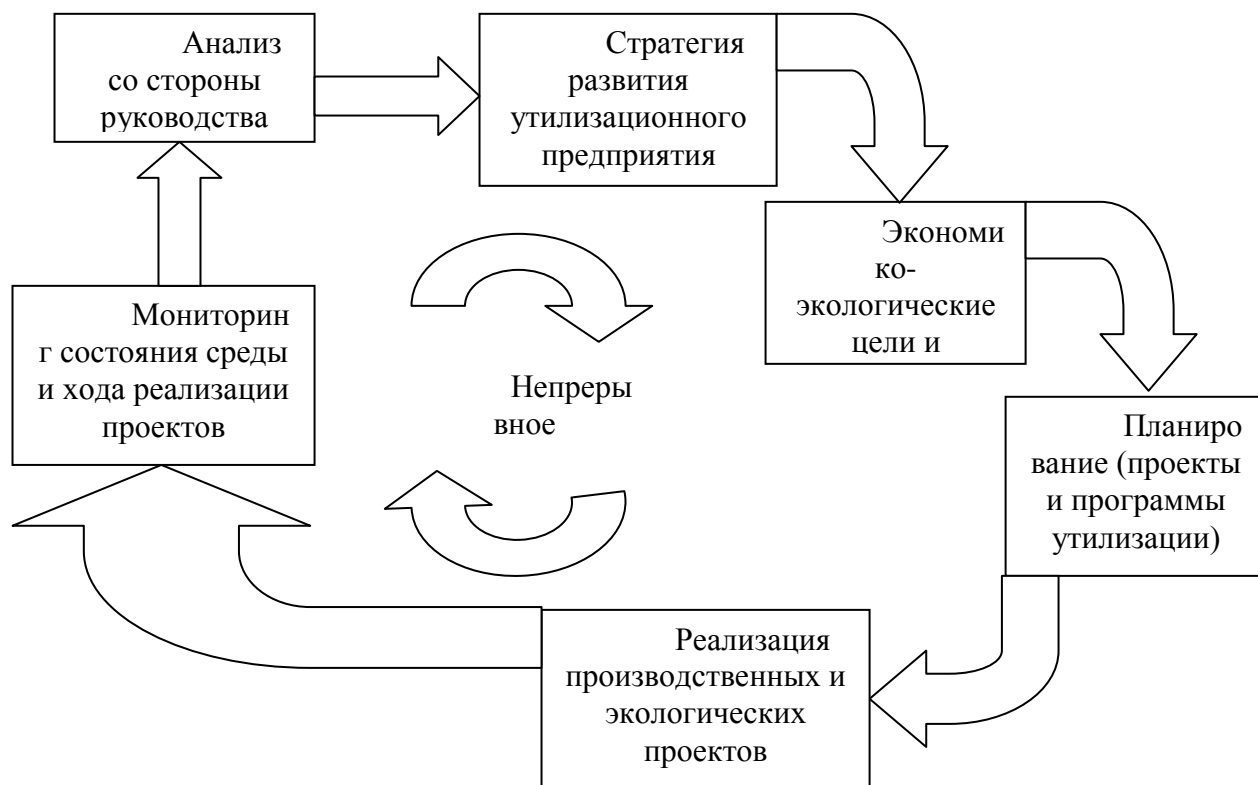 Анализ
со стороны
руководства
Стратегия
развития
утилизационного
предприятия
Экономи
ко-
экологические
цели и
Мониторин
г состояния среды
и хода реализации
проектов
Непреры
вное
Планиро
вание (проекты
и программы
утилизации)
Реализация
производственных и
экологических
проектов